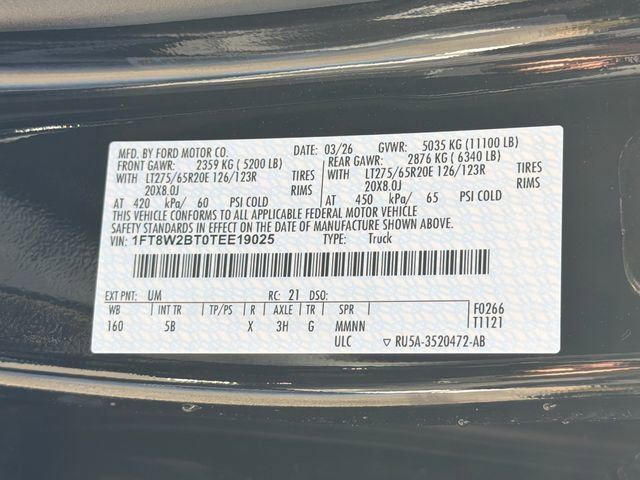 MFD. BY FORD MOTOR CO. DATE: 03/26 GVWR: 5035 KG (11100 LB)
FRONT GAWR: 2359 KG (5200 LB) REAR GAWR: 2876 KG (6340 LB)
WITH LT275/65R20E 126/123R TIRES WITH LT275/65R20E 126/123R TIRES
20X8.0J RIMS 20X8.0J RIMS
AT 420 kPa/ 60 PSI COLD AT 450 kPa/ 65 PSI COLD
THIS VEHICLE CONFORMS TO ALL APPLICABLE FEDERAL MOTOR VEHICLE
SAFETY STANDARDS IN EFFECT ON THE DATE OF MANUFACTURE SHOWN ABOVE.
VIN: 1FT8W2BT0TEE19025 TYPE: Truck
EXT PNT: UM RC: 21 DSO:
WB INT TR TP/PS R AXLE TR SPR F0266
160 5B X 3H G MMNN T1121
ULC ▽ RU5A-3520472-AB